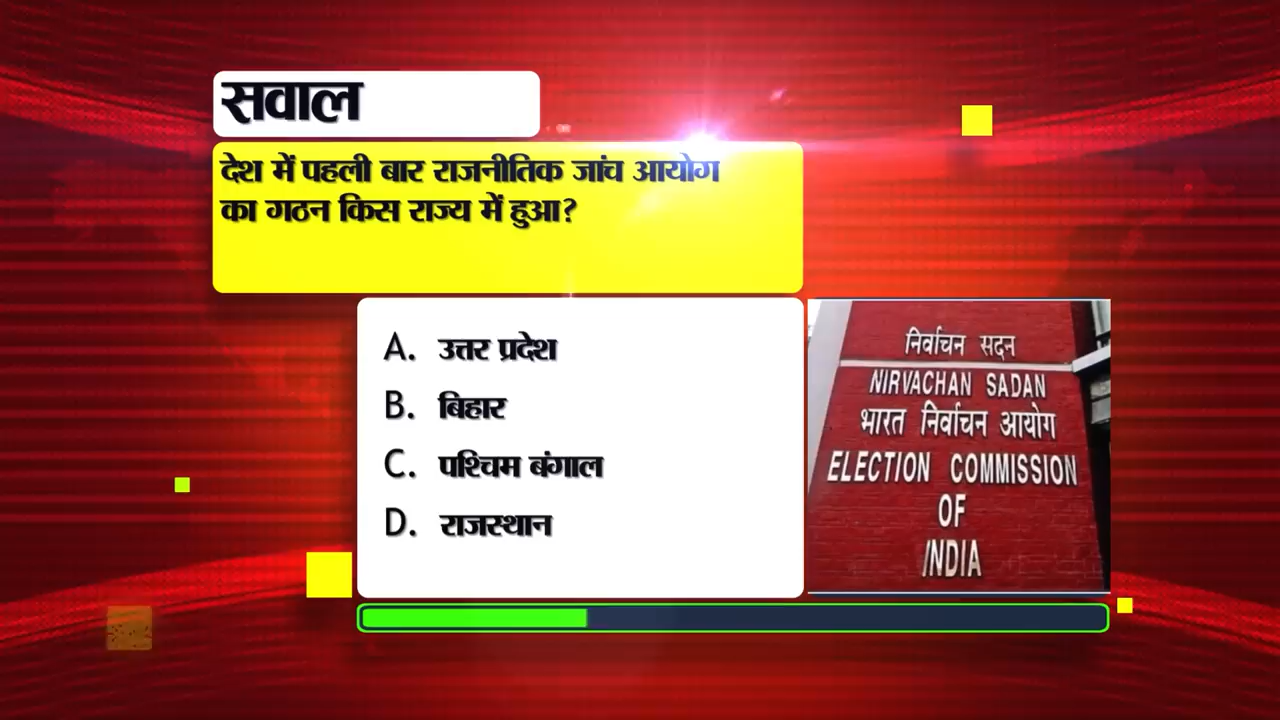 सवाल
देश में पहली बार राजनीतिक जांच आयोग
का गठन किस राज्य में हुआ?
A. उत्तर प्रदेश
B. बिहार
C. पश्चिम बंगाल
D. राजस्थान
निर्वाचन सदन
NIRVACHAN SADAN
भारत निर्वाचन आयोग
ELECTION COMMISSION
OF
INDIA